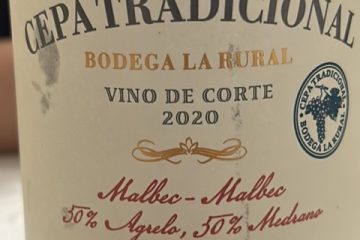 CEPA TRADICIONAL
BODEGA LA RURAL
VINO DE CORTE
2020
CEPA TRADICIONAL
BODEGA LA RURAL
Malbec - Malbec
50% Agrelo, 50% Medrano